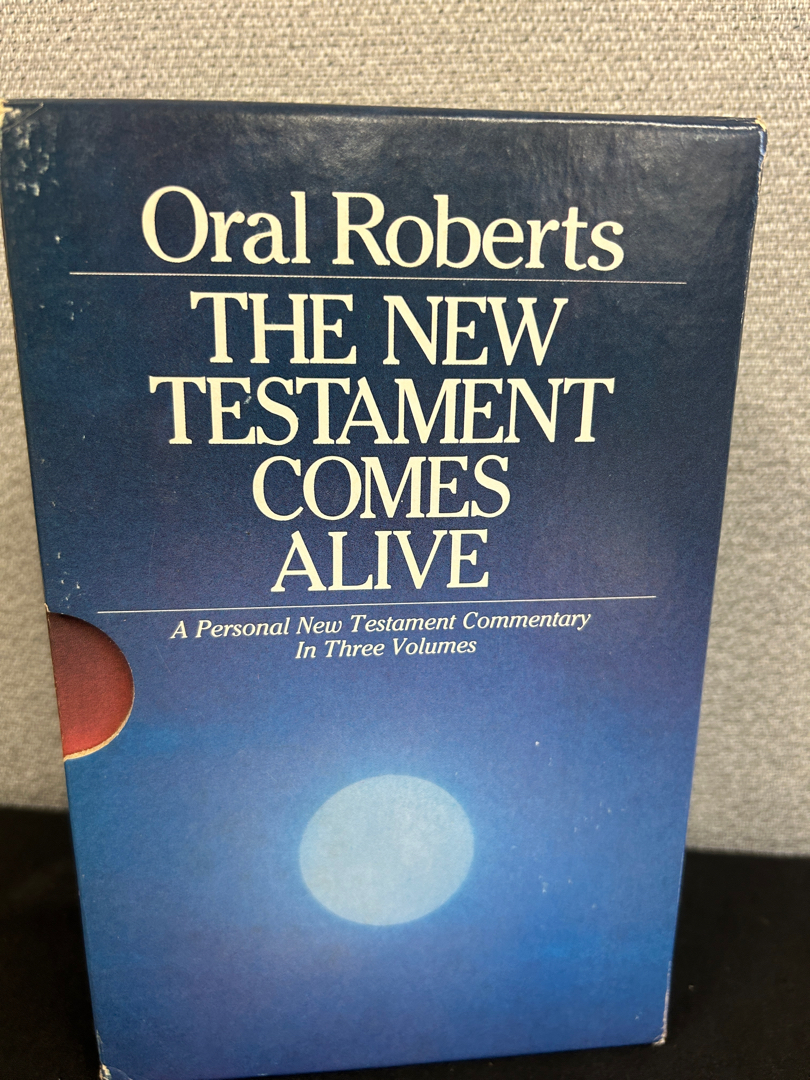 Oral Roberts
THE NEW
TESTAMENT
COMES
ALIVE
A Personal New Testament Commentary
In Three Volumes